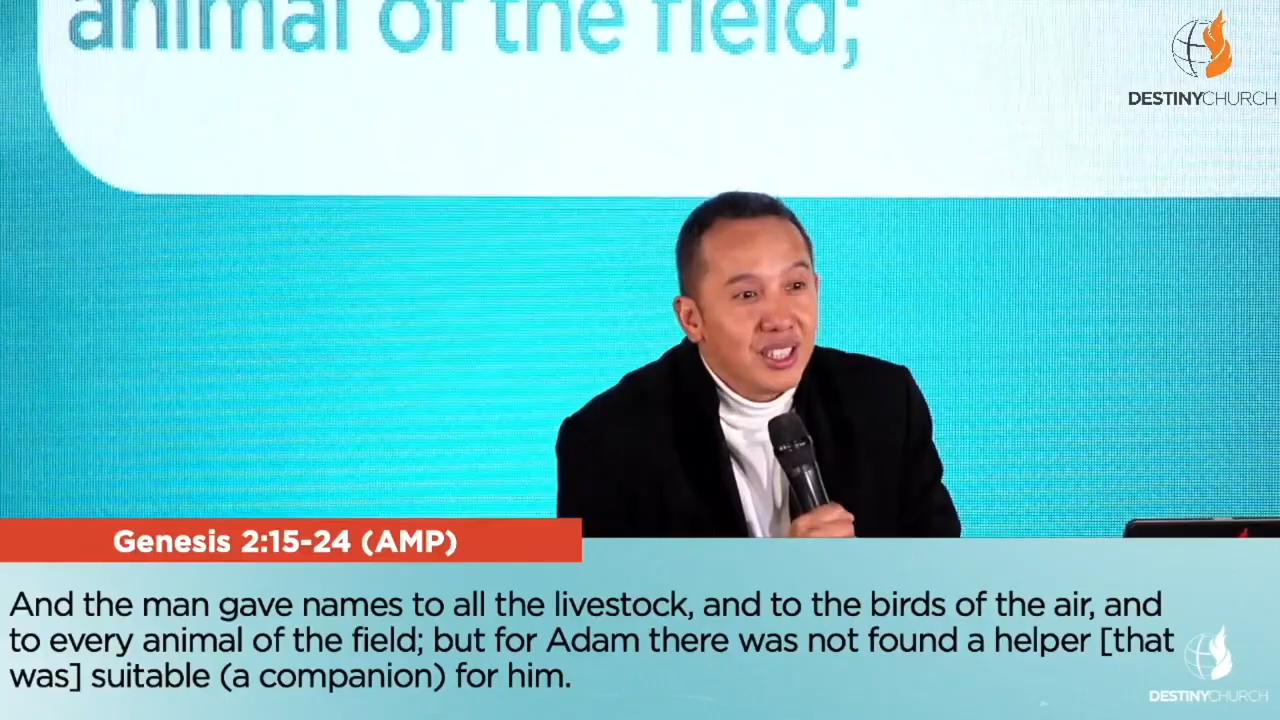 animal of the field;
DESTINYCHURCH
Genesis 2:15-24 (AMP)
And the man gave names to all the livestock, and to the birds of the air, and
to every animal of the field; but for Adam there was not found a helper [that
was] suitable (a companion) for him.
DESTINYCHURCH